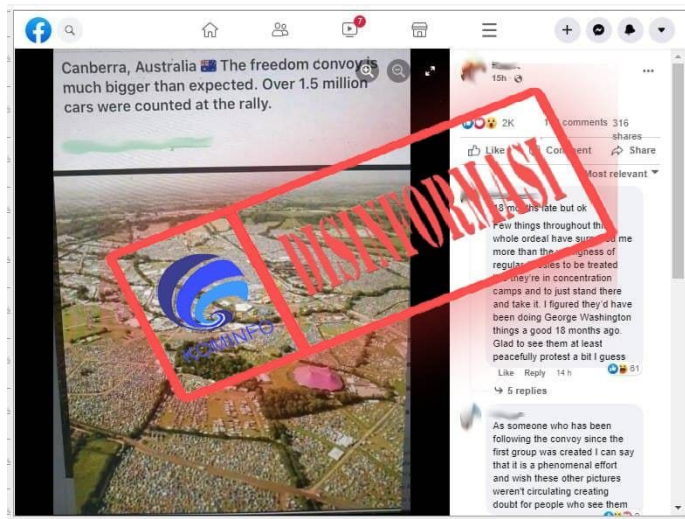 7
Canberra, Australia The freedom convoy is
much bigger than expected. Over 1.5 million
cars were counted at the rally.
DISINFORMASI
KOMINFO
15h
2K
comments 316
shares
Like
Comment
Share
Most relevant
18 months late but ok
Few things throughout this
whole ordeal have surprised me
more than the willingness of
regular
to be treated
they're in concentration
camps and to just stand there
and take it. I figured they'd have
been doing George Washington
things a good 18 months ago.
Glad to see them at least
peacefully protest a bit I guess
Like Reply 14 h
61
5 replies
As someone who has been
following the convoy since the
first group was created I can say
that it is a phenomenal effort
and wish these other pictures
weren't circulating creating
doubt for people who see them